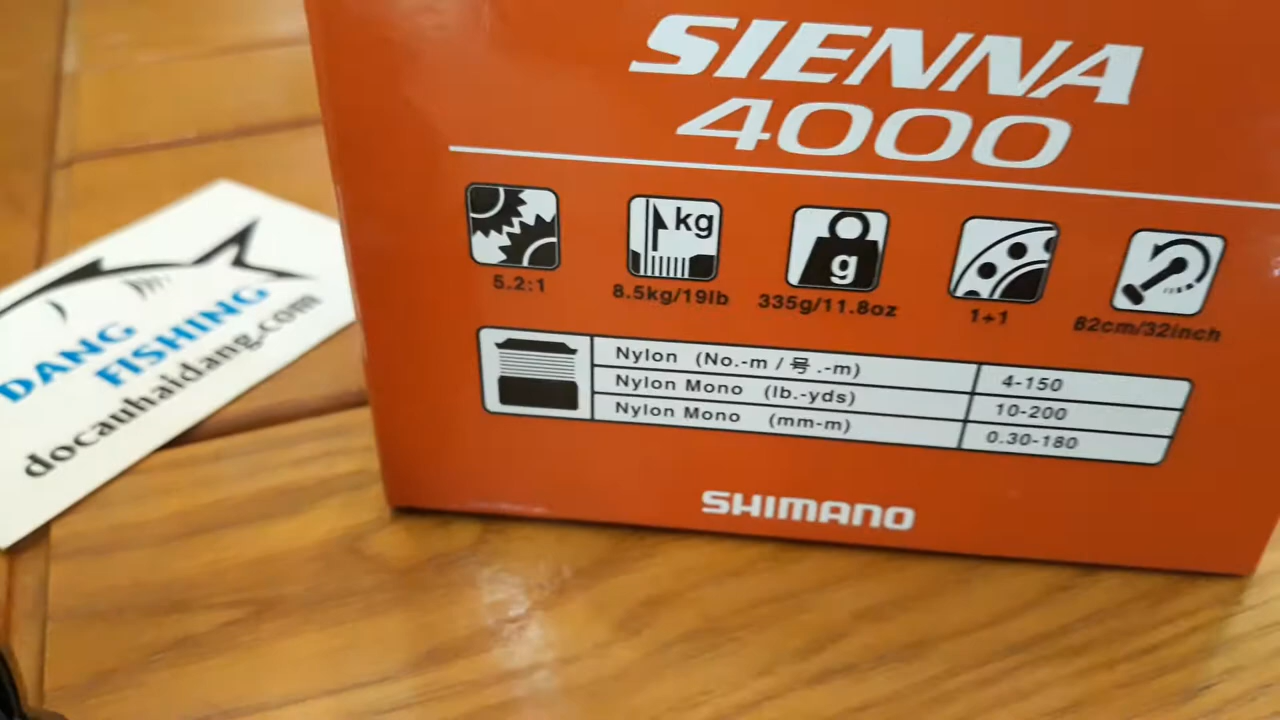 SIENNA
4000
kg
g
5.2:1
8.5kg/19lb
335g/11.8oz
1+1
82cm/32inch
Nylon (No.-m / 号.-m) 4-150
Nylon Mono (lb.-yds) 10-200
Nylon Mono (mm-m) 0.30-180
SHIMANO
DANG
FISHING
docauhaidang.com